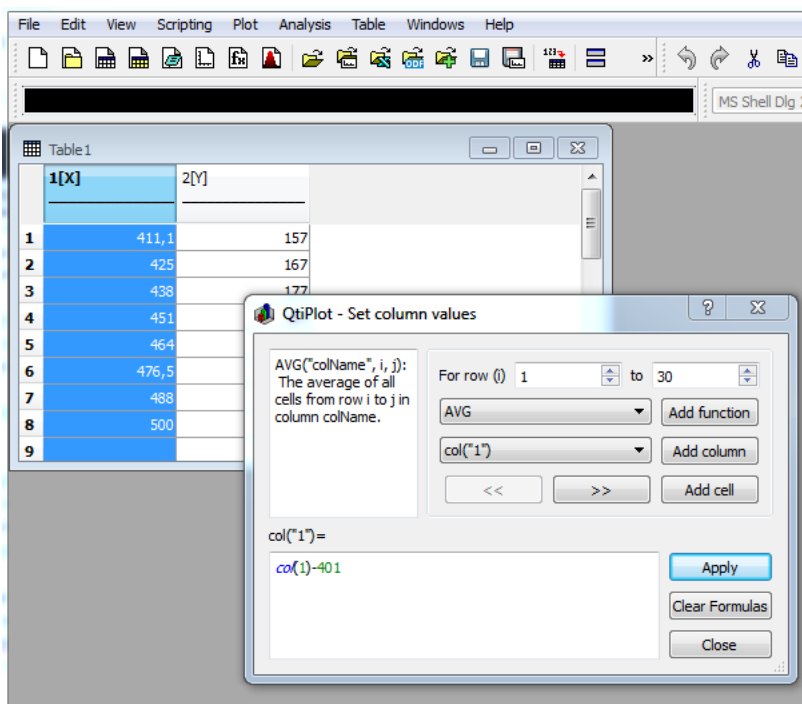 File Edit View Scripting Plot Analysis Table Windows Help
MS Shell Dlg
Table1
1[X] 2[Y]
1 411,1 157
2 425 167
3 438 177
4 451
5 464
6 476,5
7 488
8 500
9
QtiPlot - Set column values
AVG("colName", i, j):
The average of all
cells from row i to j in
column colName.
For row (i) 1 to 30
AVG Add function
col("1") Add column
<< >> Add cell
col("1")=
col(1)-401
Apply
Clear Formulas
Close